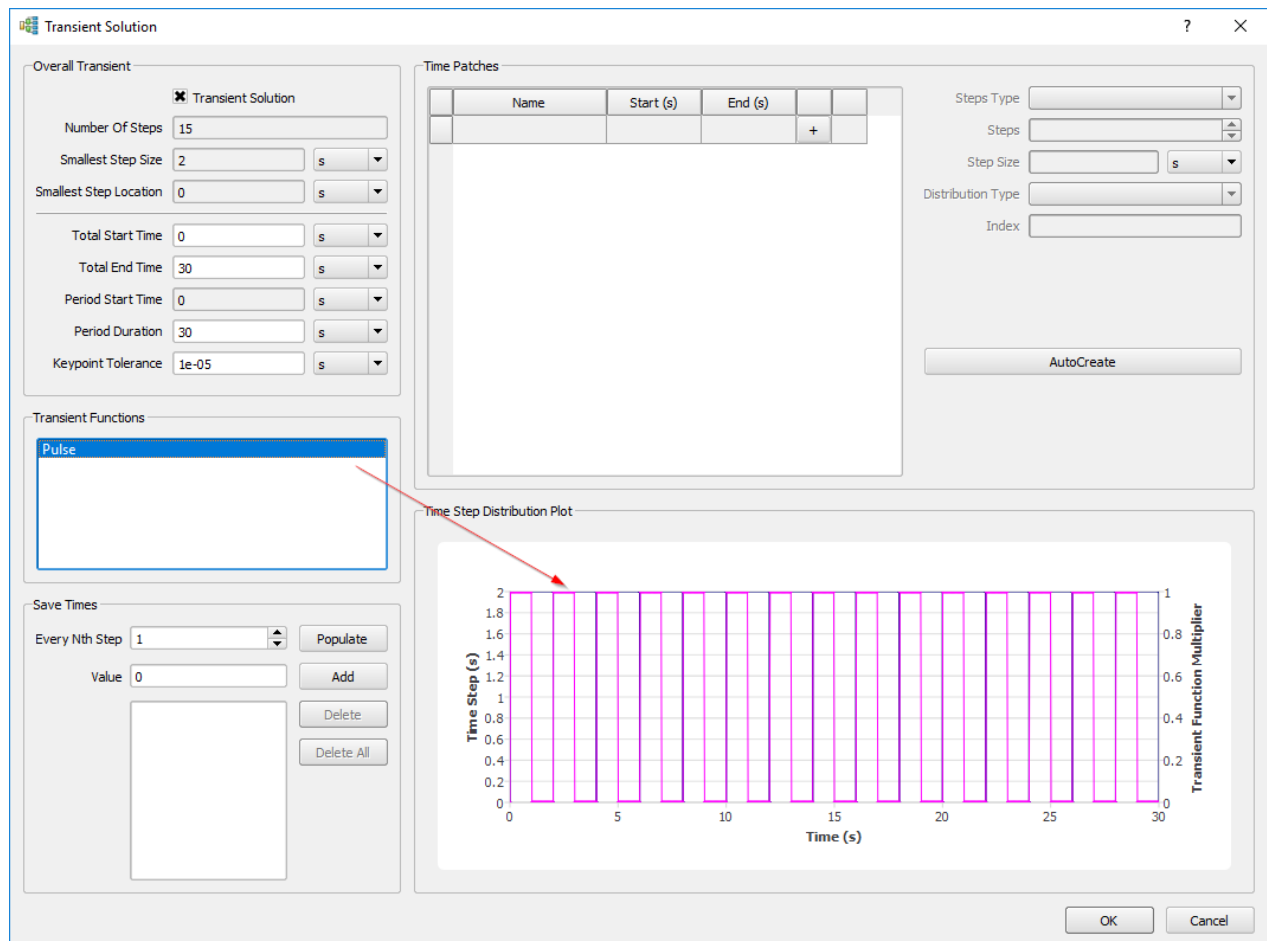 Transient Solution
?
Overall Transient
Transient Solution
Number Of Steps 15
Smallest Step Size 2 s
Smallest Step Location 0 s
Total Start Time 0 s
Total End Time 30 s
Period Start Time 0 s
Period Duration 30 s
Keypoint Tolerance 1e-05 s
Transient Functions
Pulse
Save Times
Every Nth Step 1 Populate
Value 0 Add
Delete
Delete All
Time Patches
Name Start (s) End (s)
+
Steps Type
Steps
Step Size s
Distribution Type
Index
AutoCreate
Time Step Distribution Plot
Time Step (s)
2
1.8
1.6
1.4
1.2
1
0.8
0.6
0.4
0.2
0
0 5 10 15 20 25 30
Time (s)
1
0.8
0.6
0.4
0.2
0
Transient Function Multiplier
OK Cancel